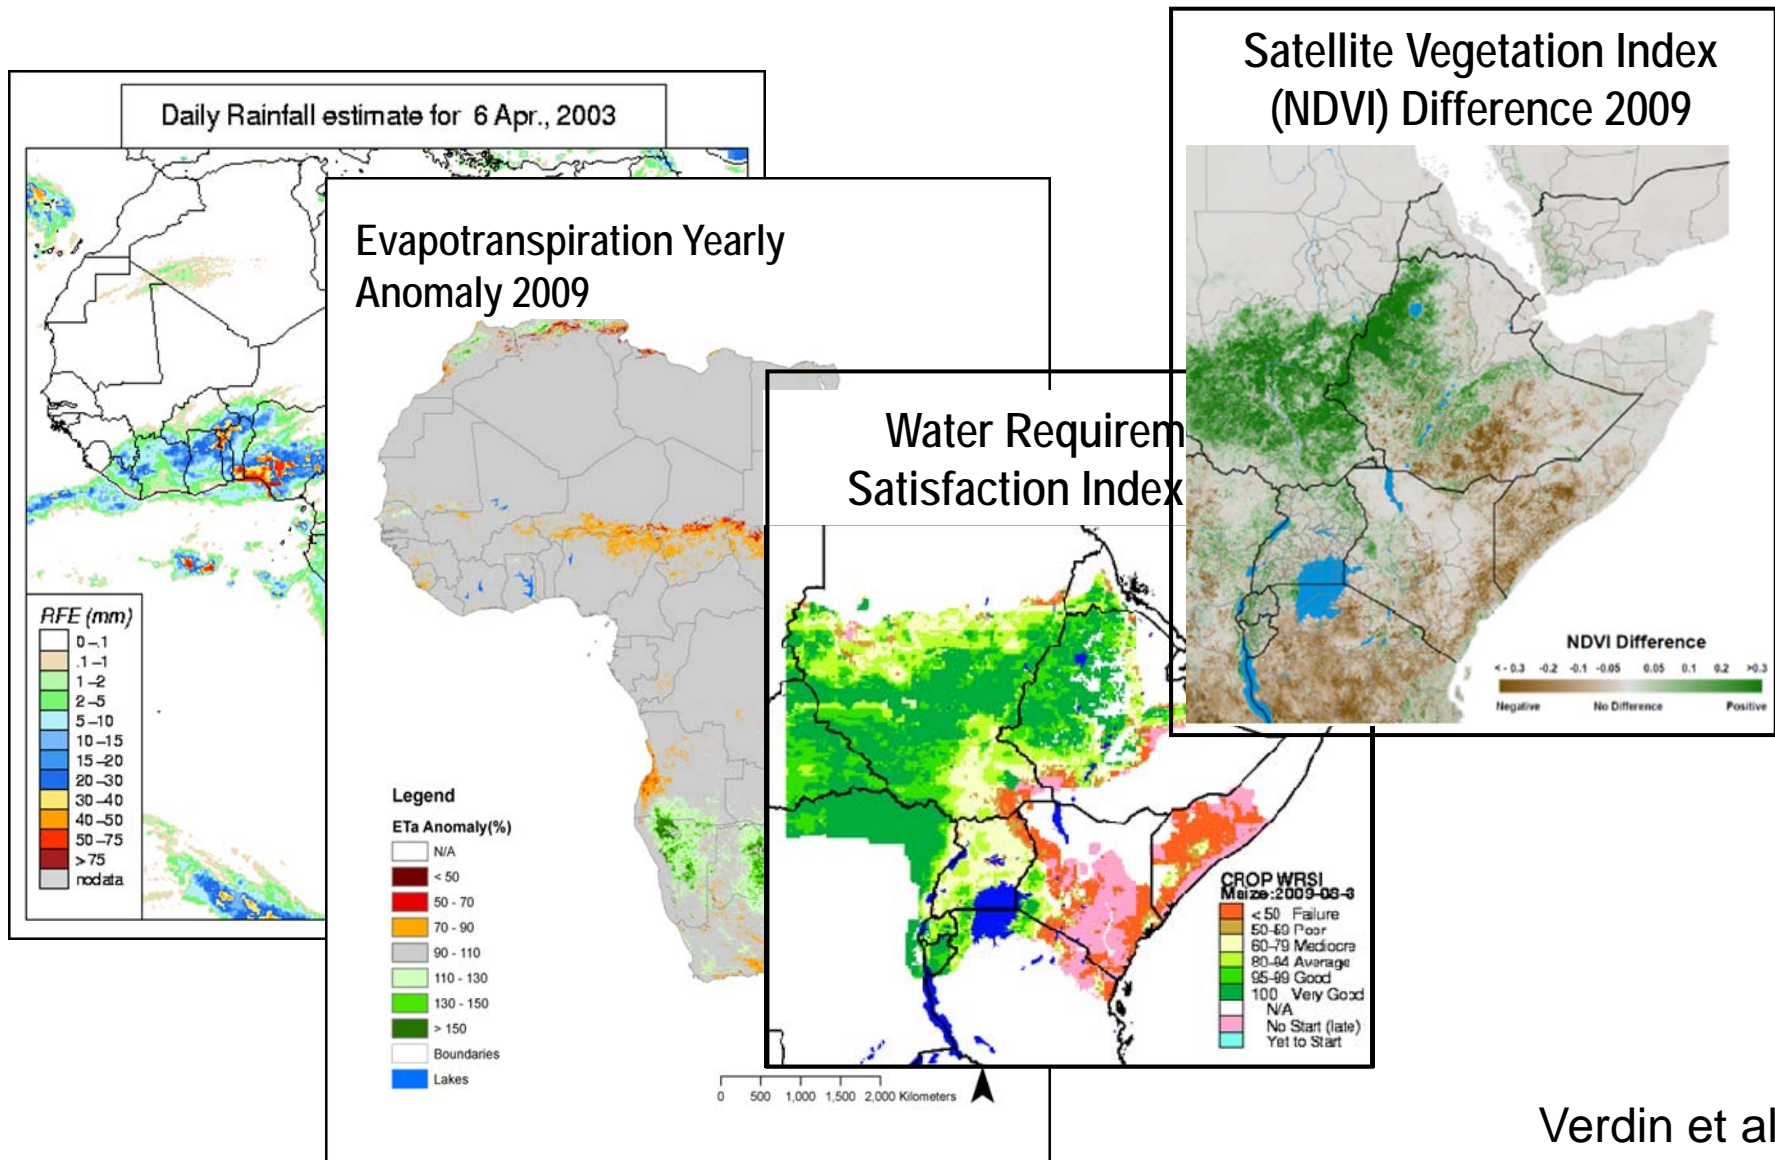 Daily Rainfall estimate for 6 Apr., 2003
RFE (mm)
0-.1
.1-1
1-2
2-5
5-10
10-15
15-20
20-30
30-40
40-50
50-75
>75
nodata
Evapotranspiration Yearly
Anomaly 2009
Legend
ETa Anomaly(%)
N/A
< 50
50 - 70
70 - 90
90 - 110
110 - 130
130 - 150
> 150
Boundaries
Lakes
0 500 1,000 1,500 2,000 Kilometers
Water Requirem
Satisfaction Index
CROP WRSI
Maize:2009-08-3
<50 Failure
50-59 Poor
60-79 Mediocre
80-94 Average
95-99 Good
100 Very Good
N/A
No Start (late)
Yet to Start
Satellite Vegetation Index
(NDVI) Difference 2009
NDVI Difference
< - 0.3 -0.2 -0.1 -0.05 0.05 0.1 0.2 >0.3
Negative No Difference Positive
Verdin et al